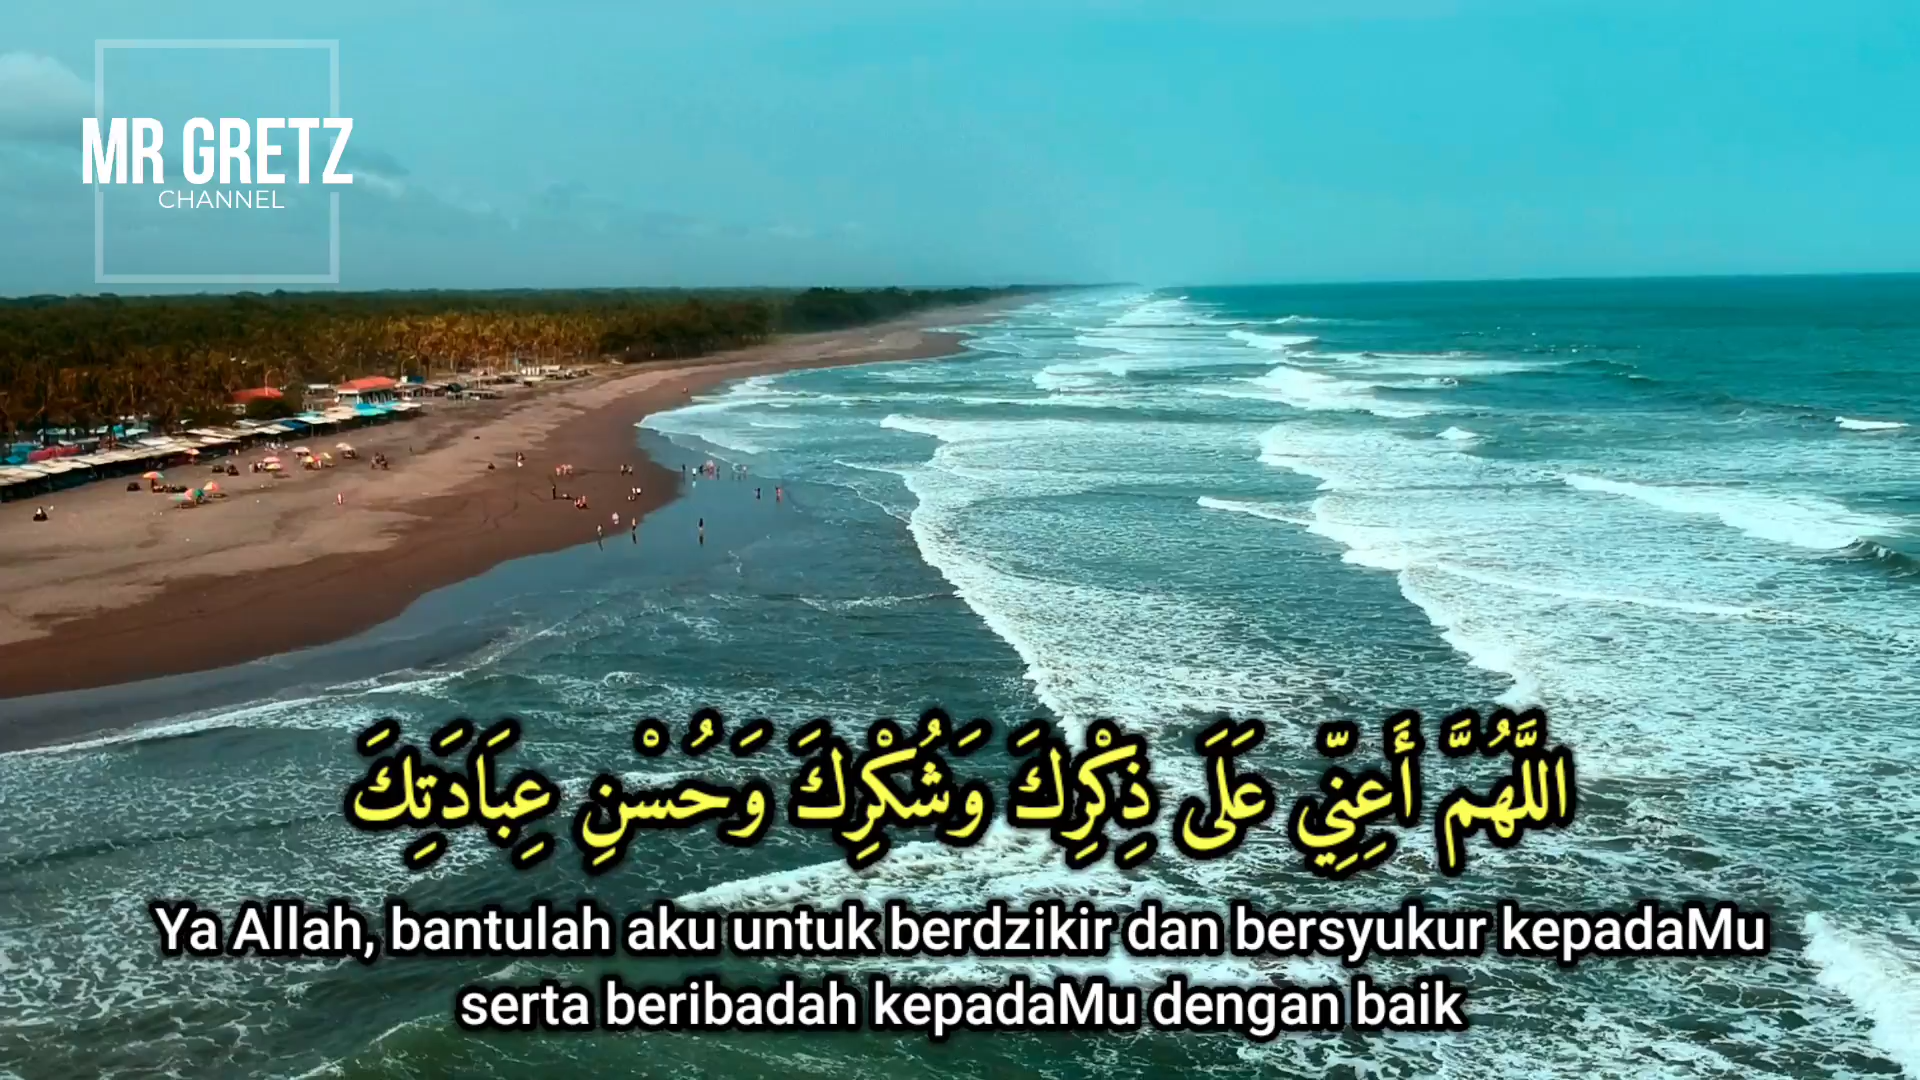 MR GRETZ
CHANNEL
اللَّهُمَّ أَعِنِّي عَلَى ذِكْرِكَ وَشُكْرِكَ وَحُسْنِ عِبَادَتِكَ
Ya Allah, bantulah aku untuk berdzikir dan bersyukur kepadaMu
serta beribadah kepadaMu dengan baik